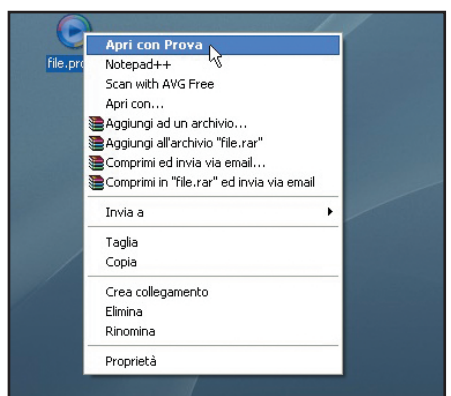 file.pro
Apri con Prova
Notepad++
Scan with AVG Free
Apri con...
Aggiungi ad un archivio...
Aggiungi all'archivio "file.rar"
Comprimi ed invia via email...
Comprimi in "file.rar" ed invia via email
Invia a
Taglia
Copia
Crea collegamento
Elimina
Rinomina
Proprietà